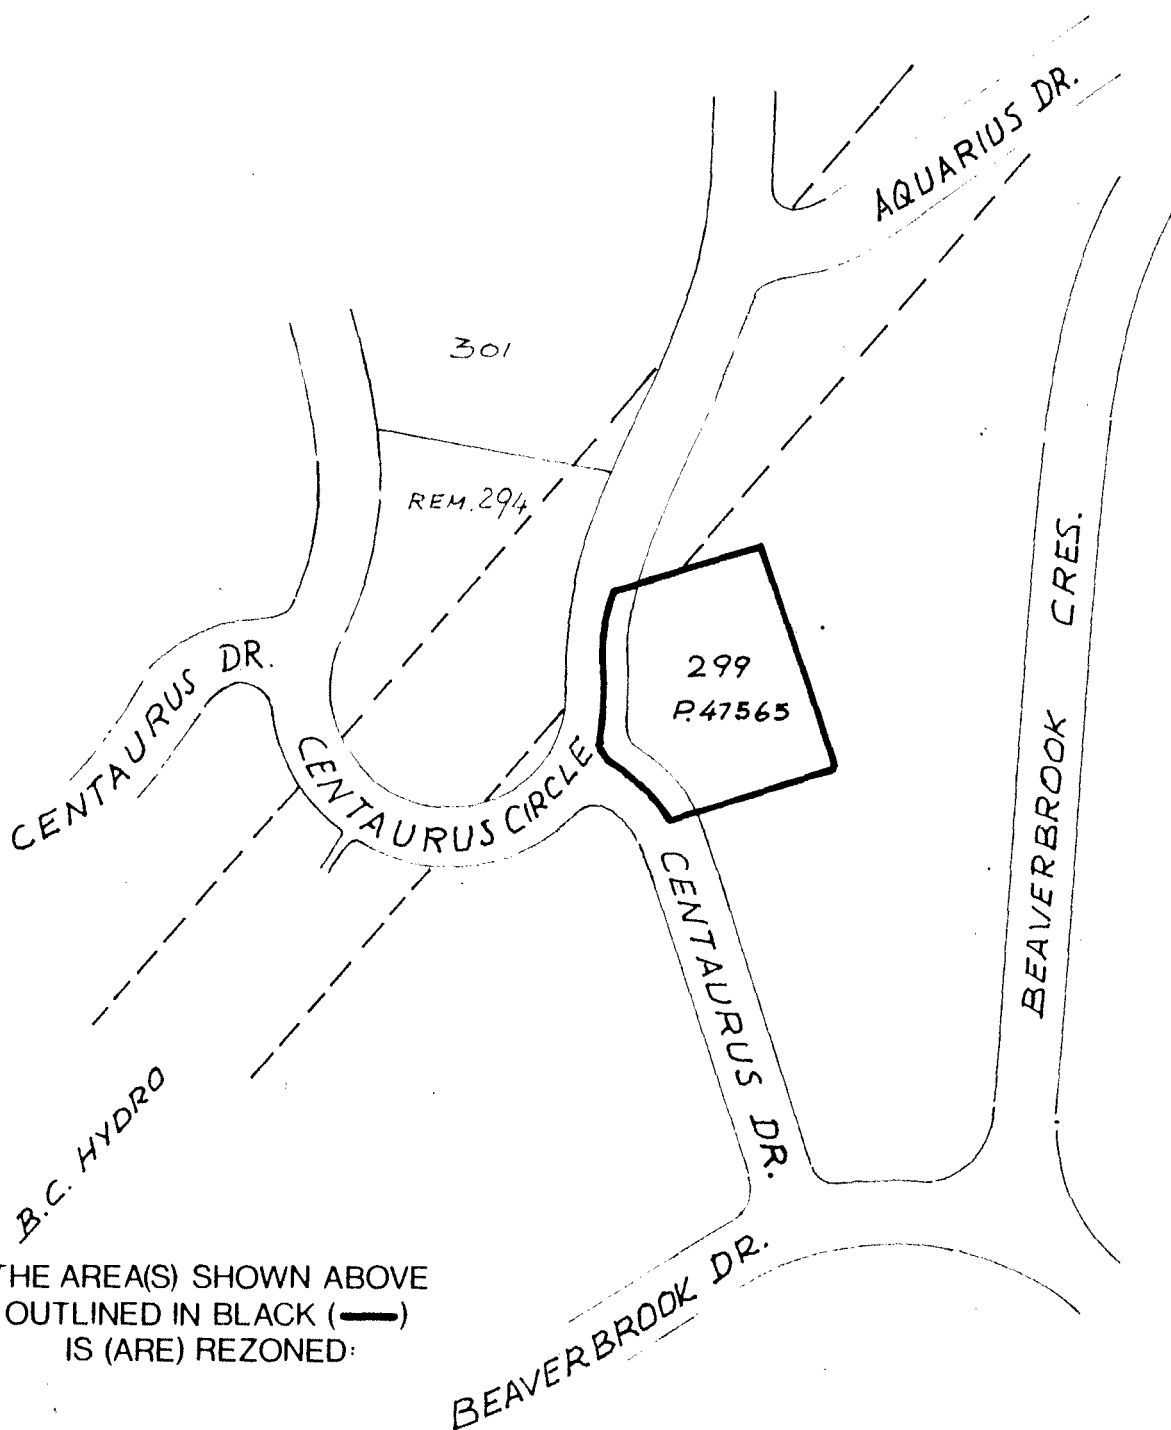 AQUARIUS DR.
301
REM. 294
CENTAURUS DR.
CENTAURUS CIRCLE
299
P.47565
BEAVERBROOK CRES.
CENTAURUS DR.
B.C. HYDRO
BEAVERBROOK DR.
THE AREA(S) SHOWN ABOVE
OUTLINED IN BLACK (━━)
IS (ARE) REZONED: